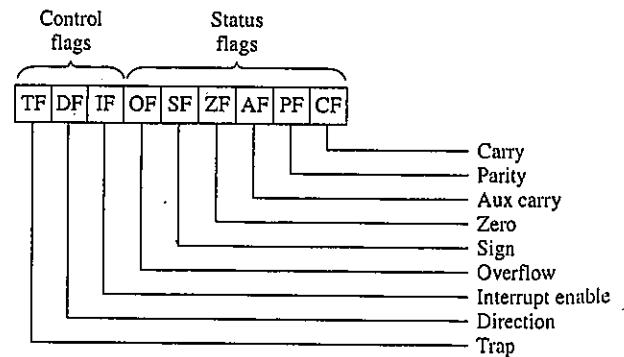 Control flags
Status flags
TF DF IF OF SF ZF AF PF CF
Carry
Parity
Aux carry
Zero
Sign
Overflow
Interrupt enable
Direction
Trap